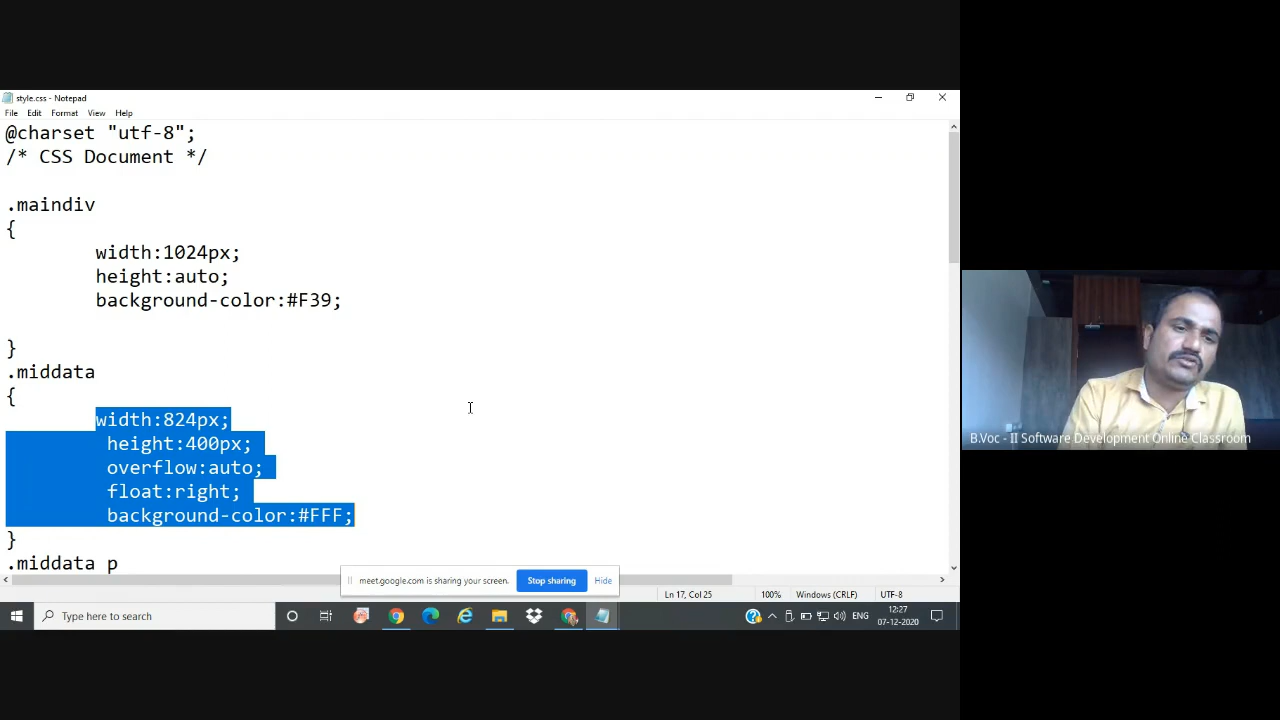 style.css - Notepad
File Edit Format View Help
@charset "utf-8";
/* CSS Document */
.maindiv
{
width:1024px;
height:auto;
background-color:#F39;
}
.middata
{
width:824px;
height:400px;
overflow:auto;
float:right;
background-color:#FFF;
}
.middata p
B.Voc - II Software Development Online Classroom
meet.google.com is sharing your screen. Stop sharing Hide
Ln 17, Col 25 100% Windows (CRLF) UTF-8
Type here to search
ENG
12:27
07-12-2020